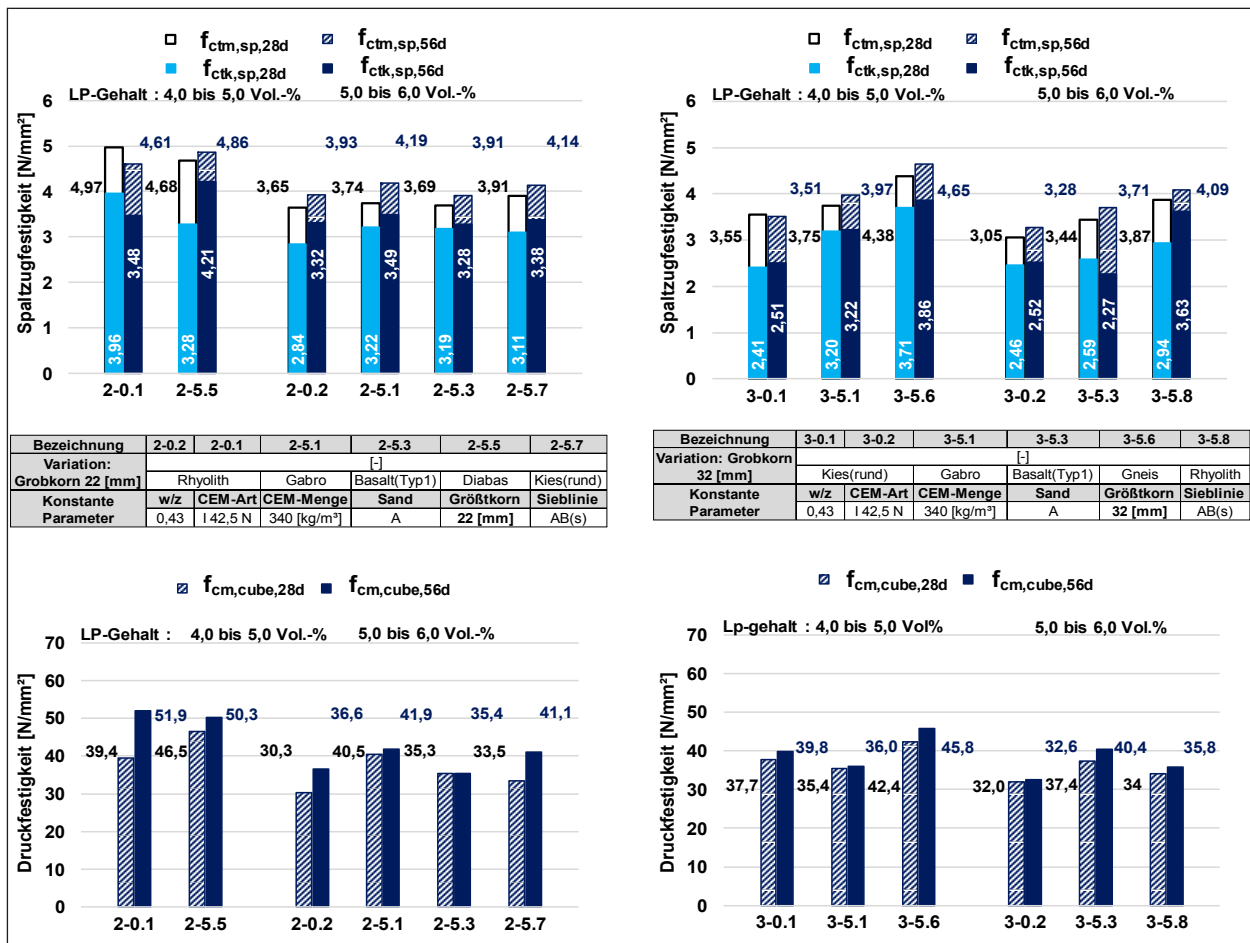 f_ctm,sp,28d f_ctm,sp,56d
f_ctk,sp,28d f_ctk,sp,56d
LP-Gehalt : 4,0 bis 5,0 Vol.-% 5,0 bis 6,0 Vol.-%
Spaltzugfestigkeit [N/mm²]
6
5
4
3
2
1
0
4,61 4,86 3,93 4,19 3,91 4,14
4,97 4,68 3,65 3,74 3,69 3,91
3,96 3,48 3,28 4,21 2,84 3,32 3,22 3,49 3,19 3,28 3,11 3,38
2-0.1 2-5.5 2-0.2 2-5.1 2-5.3 2-5.7
Bezeichnung 2-0.2 2-0.1 2-5.1 2-5.3 2-5.5 2-5.7
Variation: [-]
Grobkorn 22 [mm] Rhyolith Gabro Basalt(Typ1) Diabas Kies(rund)
Konstante w/z CEM-Art CEM-Menge Sand Größtkorn Sieblinie
Parameter 0,43 I 42,5 N 340 [kg/m³] A 22 [mm] AB(s)
f_cm,cube,28d f_cm,cube,56d
LP-Gehalt : 4,0 bis 5,0 Vol.-% 5,0 bis 6,0 Vol.-%
Druckfestigkeit [N/mm²]
70
60
50
40
30
20
10
0
51,9 50,3 36,6 41,9 35,4 41,1
39,4 46,5 30,3 40,5 35,3 33,5
2-0.1 2-5.5 2-0.2 2-5.1 2-5.3 2-5.7
f_ctm,sp,28d f_ctm,sp,56d
f_ctk,sp,28d f_ctk,sp,56d
LP-Gehalt : 4,0 bis 5,0 Vol.-% 5,0 bis 6,0 Vol.-%
Spaltzugfestigkeit [N/mm²]
6
5
4
3
2
1
0
3,51 3,97 4,65 3,28 3,71 4,09
3,55 3,75 4,38 3,05 3,44 3,87
2,41 2,51 3,20 3,22 3,71 3,86 2,46 2,52 2,59 2,27 2,94 3,63
3-0.1 3-5.1 3-5.6 3-0.2 3-5.3 3-5.8
Bezeichnung 3-0.1 3-0.2 3-5.1 3-5.3 3-5.6 3-5.8
Variation: Grobkorn [-]
32 [mm] Kies(rund) Gabro Basalt(Typ1) Gneis Rhyolith
Konstante w/z CEM-Art CEM-Menge Sand Größtkorn Sieblinie
Parameter 0,43 I 42,5 N 340 [kg/m³] A 32 [mm] AB(s)
f_cm,cube,28d f_cm,cube,56d
Lp-gehalt : 4,0 bis 5,0 Vol% 5,0 bis 6,0 Vol.%
Druckfestigkeit [N/mm²]
70
60
50
40
30
20
10
0
39,8 36,0 45,8 32,6 40,4 35,8
37,7 35,4 42,4 32,0 37,4 34
3-0.1 3-5.1 3-5.6 3-0.2 3-5.3 3-5.8